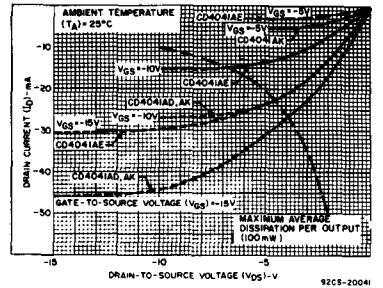 AMBIENT TEMPERATURE
(TA)=25°C
VGS=-5V
CD4041AE
VGS=-5V
CD4041AK
-10
VGS=-10V
CD4041AE
CD4041AD, AK
-20
VGS=-10V
VGS=-15V
-30
CD4041AE
CD4041AD, AK
-40
GATE-TO-SOURCE VOLTAGE (VGS)=-15V
-50
MAXIMUM AVERAGE
DISSIPATION PER OUTPUT
(100mW)
DRAIN CURRENT (ID)-mA
-15
-10
-5
DRAIN-TO-SOURCE VOLTAGE (VDS)-V
92CS-20041